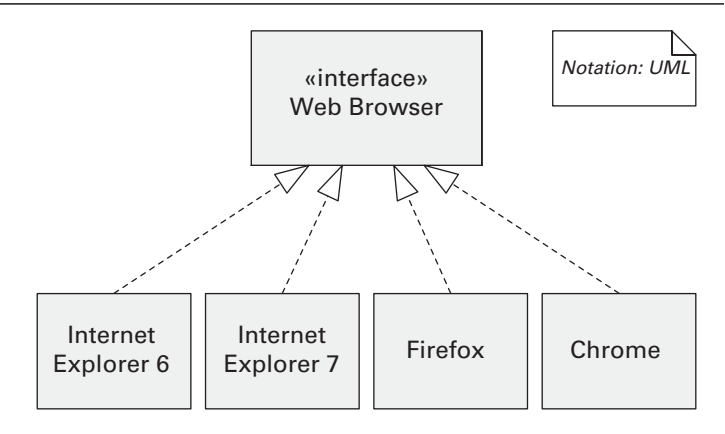 «interface»
Web Browser
Notation: UML
Internet
Explorer 6
Internet
Explorer 7
Firefox
Chrome